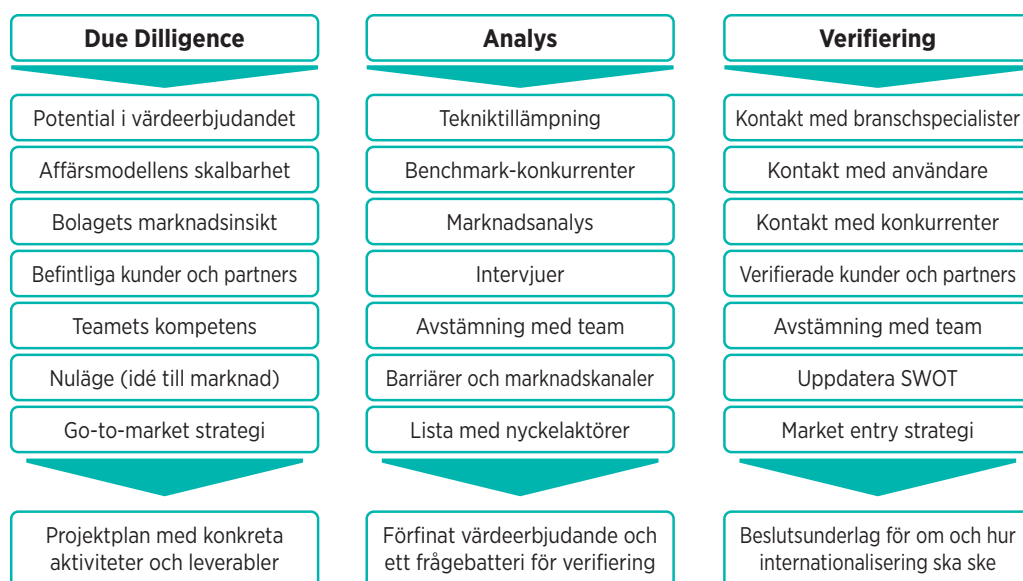 Due Dilligence
Potential i värdeerbjudandet
Affärsmodellens skalbarhet
Bolagets marknadsinsikt
Befintliga kunder och partners
Teamets kompetens
Nuläge (idé till marknad)
Go-to-market strategi
Projektplan med konkreta
aktiviteter och leverabler
Analys
Tekniktillämpning
Benchmark-konkurrenter
Marknadsanalys
Intervjuer
Avstämning med team
Barriärer och marknadskanaler
Lista med nyckelaktörer
Förfinat värdeerbjudande och
ett frågebatteri för verifiering
Verifiering
Kontakt med branschspecialister
Kontakt med användare
Kontakt med konkurrenter
Verifierade kunder och partners
Avstämning med team
Uppdatera SWOT
Market entry strategi
Beslutsunderlag för om och hur
internationalisering ska ske